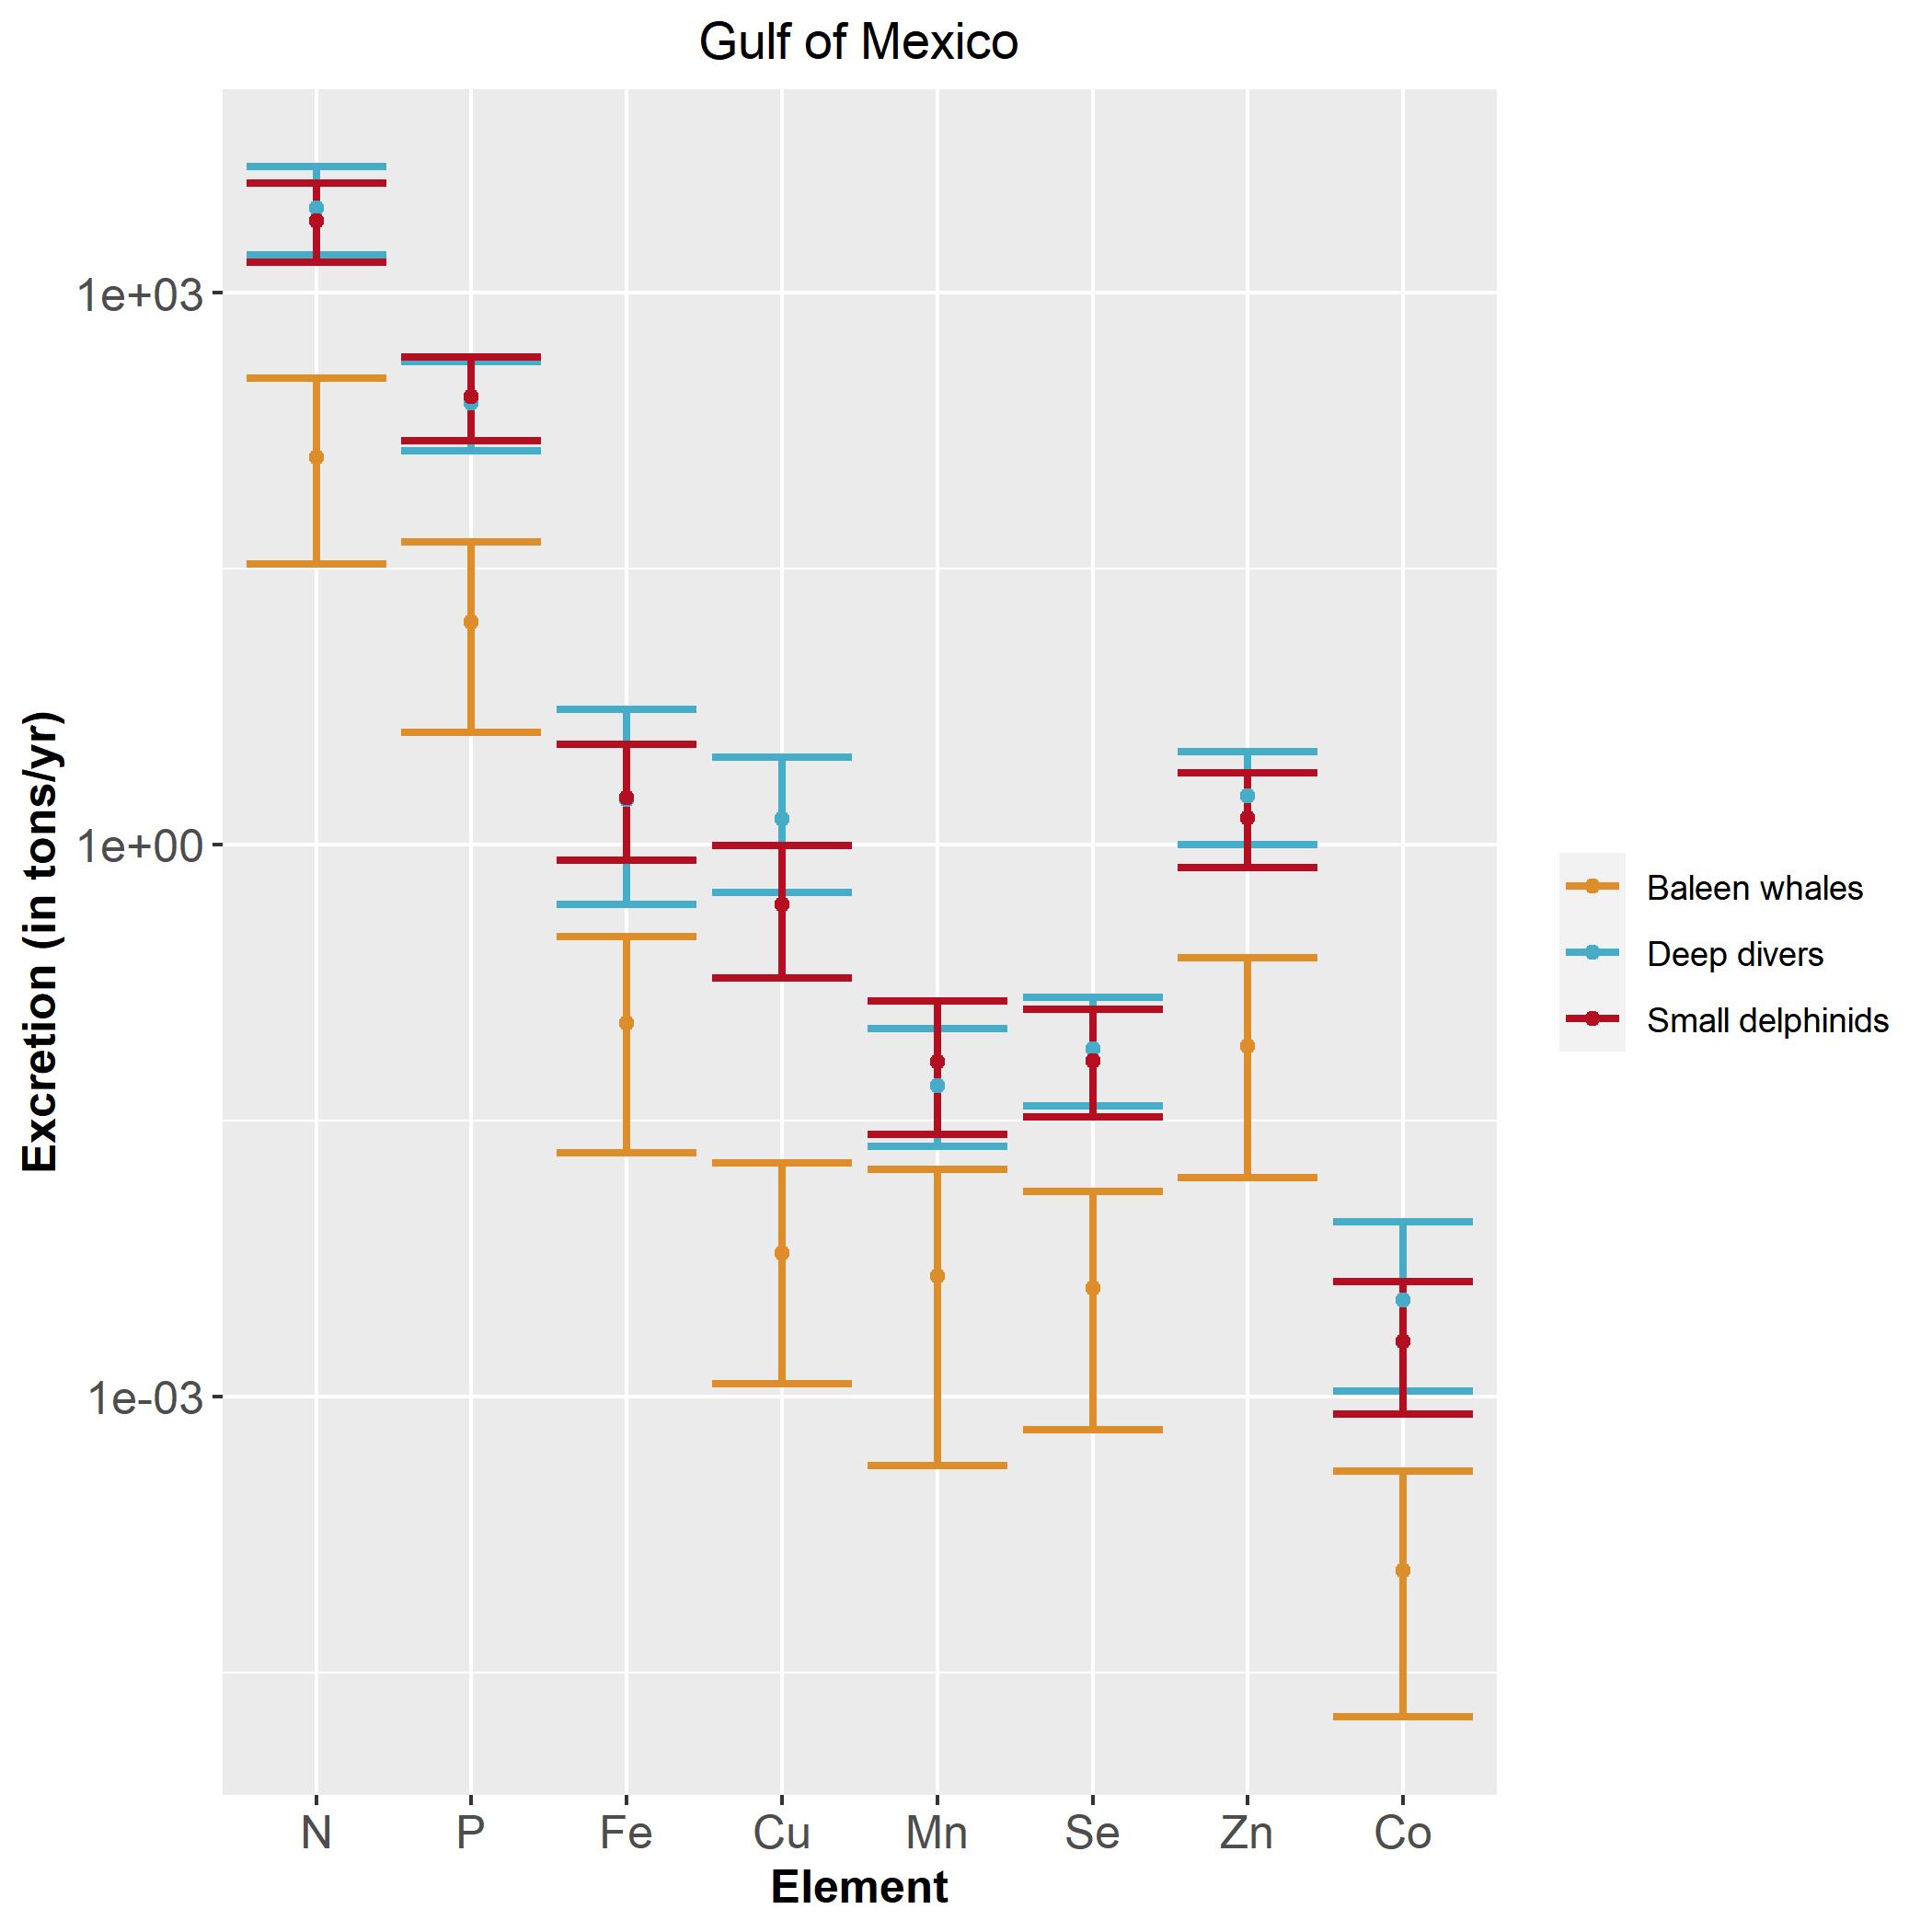 Gulf of Mexico
Excretion (in tons/yr)
1e+03
1e+00
1e-03
N P Fe Cu Mn Se Zn Co
Element
Baleen whales
Deep divers
Small delphinids